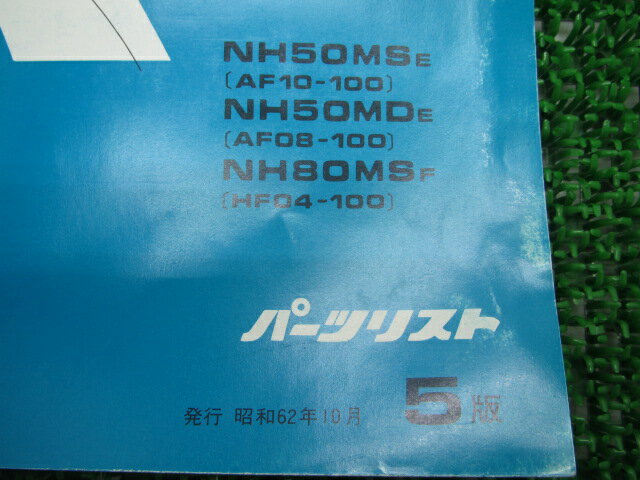 NH50MSE
(AF10-100)
NH50MDE
(AF08-100)
NH80MSF
(HF04-100)
パーツリスト
発行 昭和62年10月 5版